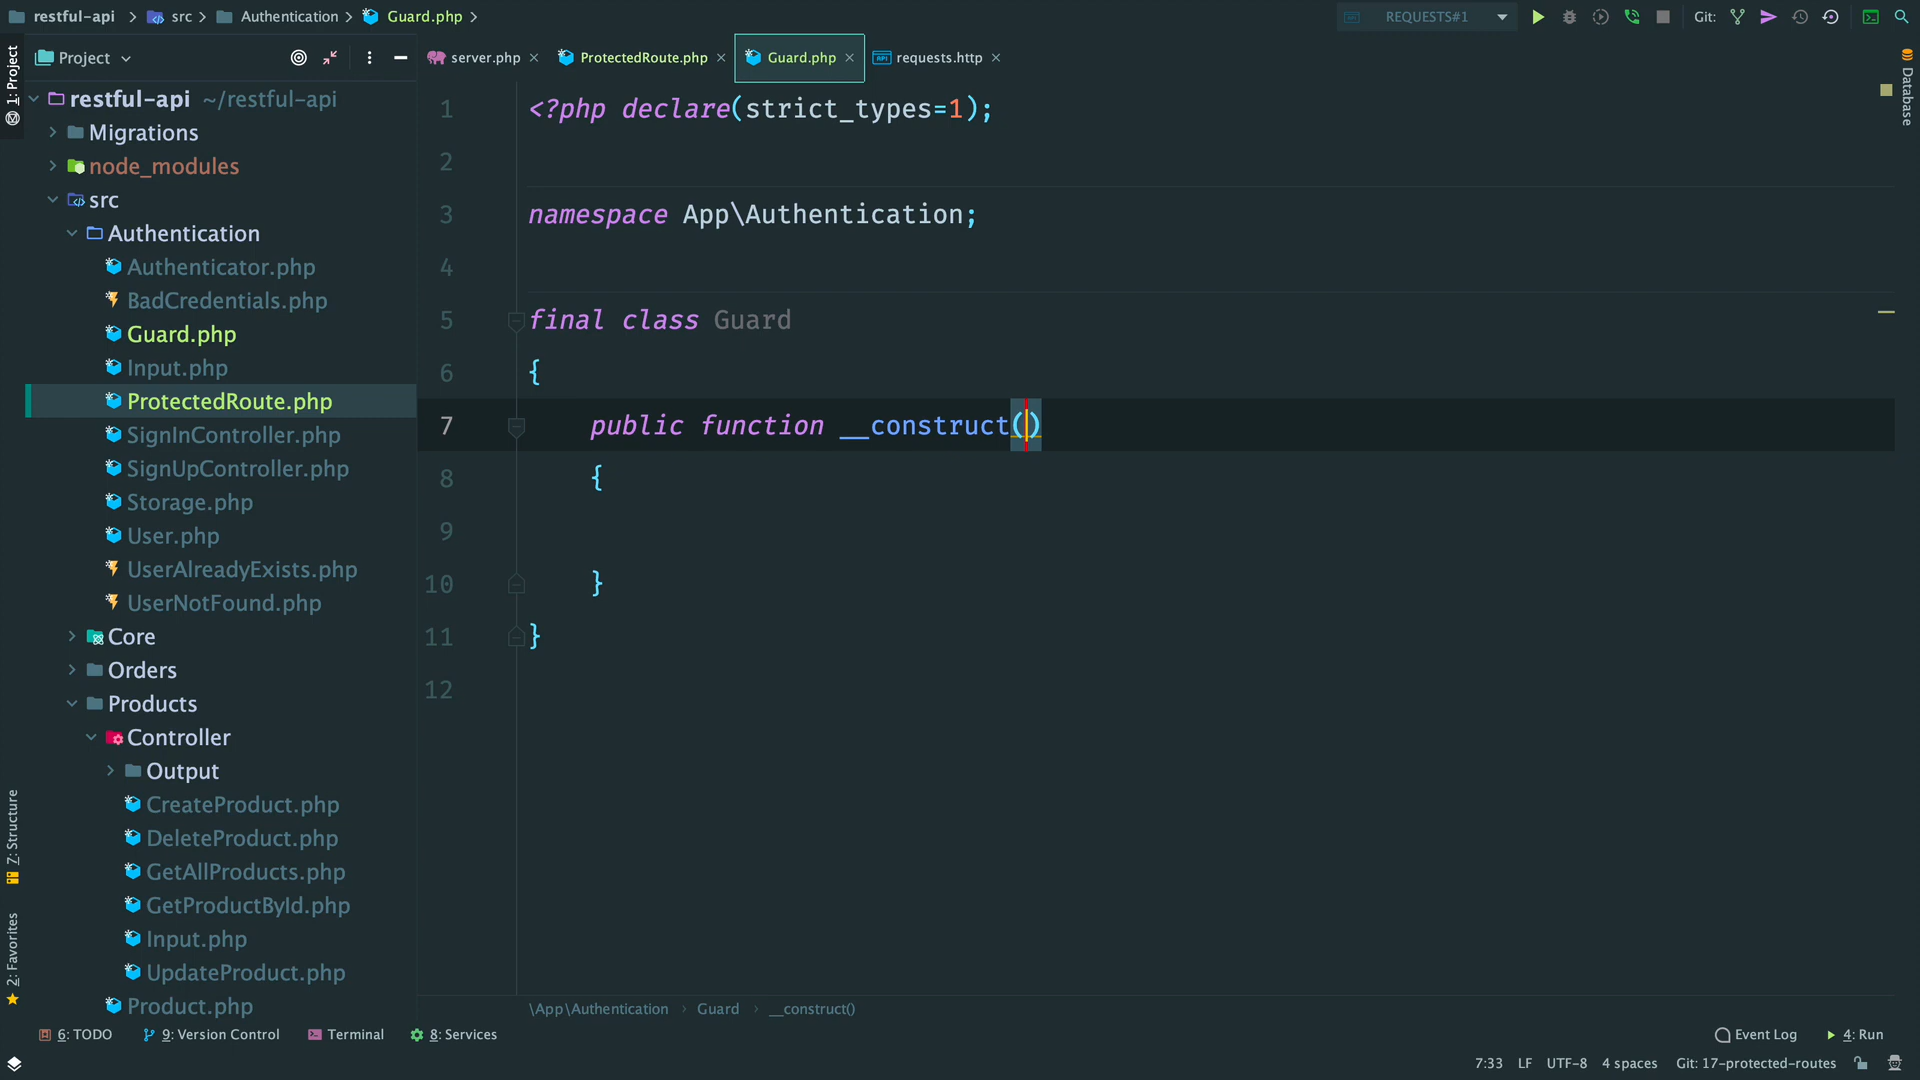 restful-api
src
Authentication
Guard.php
REQUESTS#1
Git:
1: Project
Project
server.php
ProtectedRoute.php
Guard.php
requests.http
Database
restful-api ~/restful-api
Migrations
node_modules
src
Authentication
Authenticator.php
BadCredentials.php
Guard.php
Input.php
ProtectedRoute.php
SignInController.php
SignUpController.php
Storage.php
User.php
UserAlreadyExists.php
UserNotFound.php
Core
Orders
Products
Controller
Output
CreateProduct.php
DeleteProduct.php
GetAllProducts.php
GetProductById.php
Input.php
UpdateProduct.php
Product.php
7: Structure
2: Favorites
1 <?php declare(strict_types=1);
2
3 namespace App\Authentication;
4
5 final class Guard
6 {
7 public function __construct()
8 {
9
10 }
11 }
12
\App\Authentication › Guard › __construct()
6: TODO
9: Version Control
Terminal
8: Services
Event Log
4: Run
7:33 LF UTF-8 4 spaces Git: 17-protected-routes